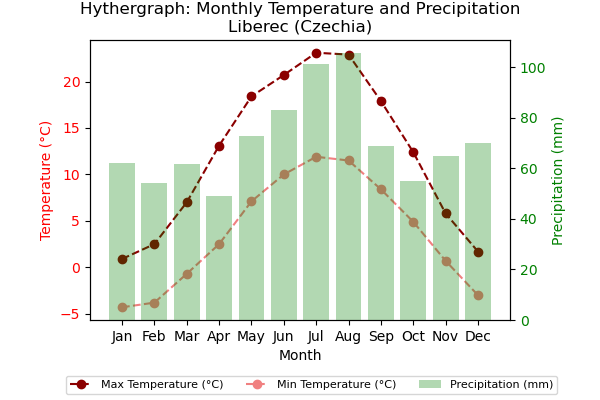 Hythergraph: Monthly Temperature and Precipitation
Liberec (Czechia)
Temperature (°C)
20
15
10
5
0
−5
100
80
60
40
20
0
Precipitation (mm)
Jan Feb Mar Apr May Jun Jul Aug Sep Oct Nov Dec
Month
Max Temperature (°C) Min Temperature (°C) Precipitation (mm)